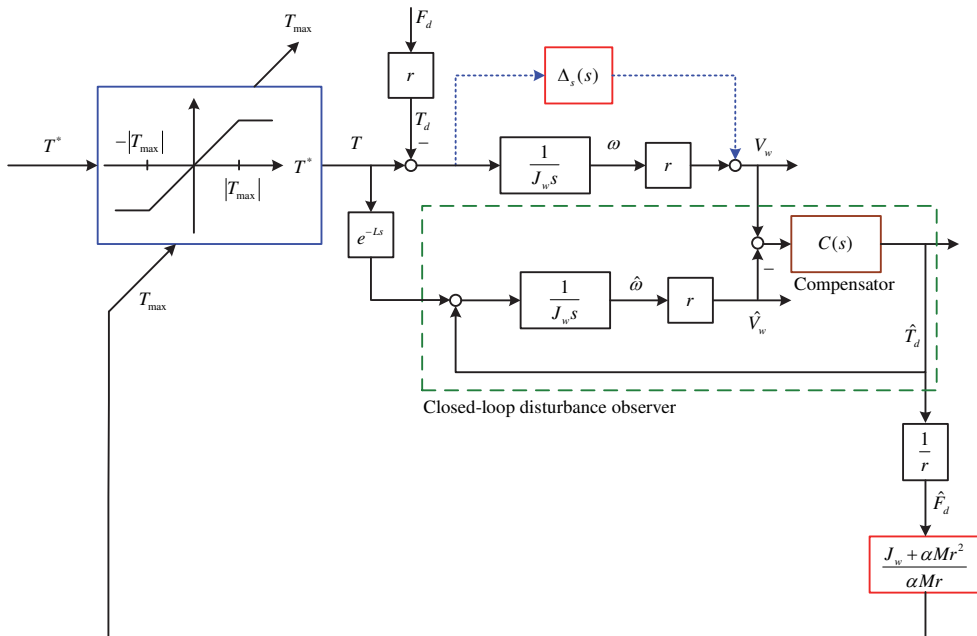 T_max
F_d
r
Δ_s(s)
T_d
−
T*
−|T_max|
|T_max|
T*
T
1/(J_w s)
ω
r
V_w
e^{-Ls}
C(s)
Compensator
−
1/(J_w s)
ω̂
r
V̂_w
T̂_d
T_max
Closed-loop disturbance observer
1/r
F̂_d
(J_w + αMr²)/(αMr)